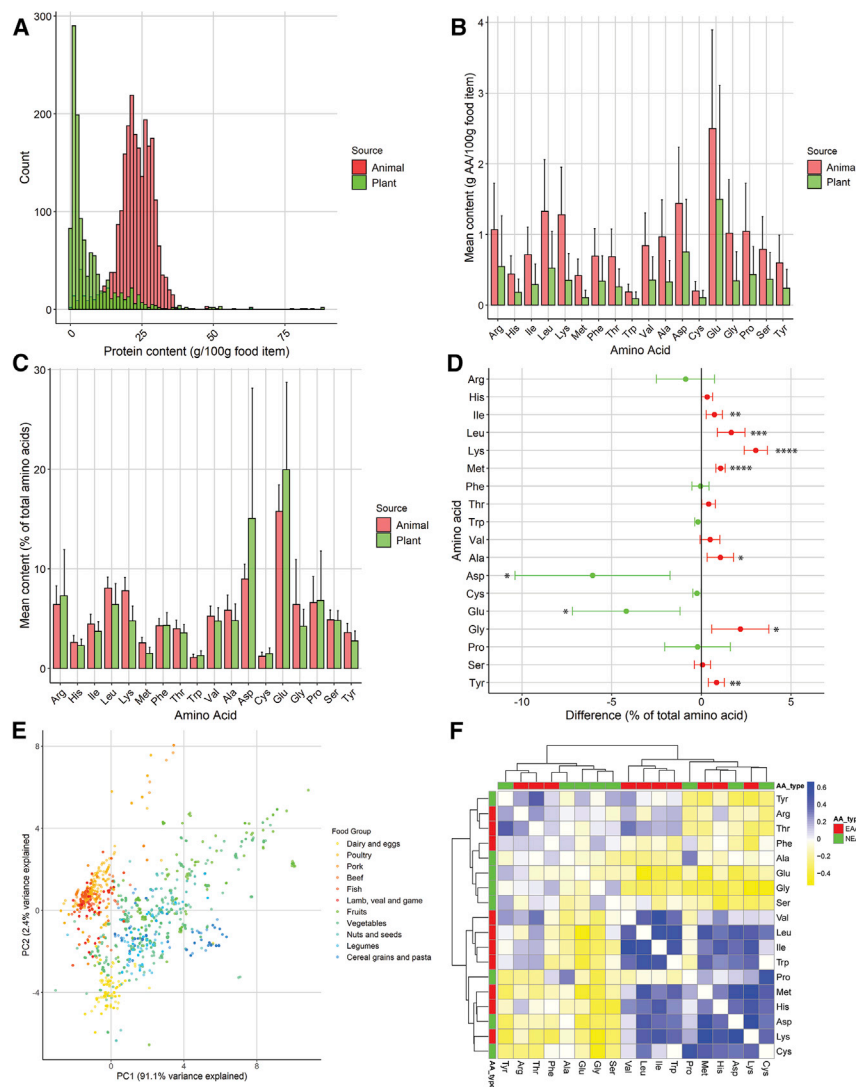 A
300
200
100
0
Count
0
25
50
75
Protein content (g/100g food item)
Source
Animal
Plant
B
4
3
2
1
0
Mean content (g AA/100g food item)
Arg His Ile Leu Lys Met Phe Thr Trp Val Ala Asp Cys Glu Gly Pro Ser Tyr
Amino Acid
Source
Animal
Plant
C
30
20
10
0
Mean content (% of total amino acids)
Arg His Ile Leu Lys Met Phe Thr Trp Val Ala Asp Cys Glu Gly Pro Ser Tyr
Amino Acid
Source
Animal
Plant
D
Amino acid
Arg
His
Ile **
Leu ***
Lys ****
Met ****
Phe
Thr
Trp
Val
Ala *
Asp *
Cys
Glu *
Gly *
Pro
Ser
Tyr **
-10 -5 0 5
Difference (% of total amino acid)
E
8
4
0
-4
PC2 (2.4% variance explained)
0 4 8
PC1 (91.1% variance explained)
Food Group
Dairy and eggs
Poultry
Pork
Beef
Fish
Lamb, veal and game
Fruits
Vegetables
Nuts and seeds
Legumes
Cereal grains and pasta
F
AA_type
Tyr
Arg
Thr
Phe
Ala
Glu
Gly
Ser
Val
Leu
Ile
Trp
Pro
Met
His
Asp
Lys
Cys
AA_type
Tyr Arg Thr Phe Ala Glu Gly Ser Val Leu Ile Trp Pro Met His Asp Lys Cys
0.6
0.4
0.2
0
-0.2
-0.4
AA_typ
EA
NE